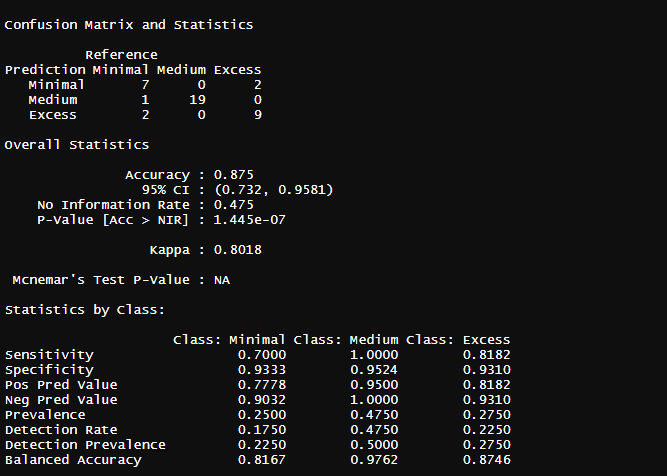 Confusion Matrix and Statistics
Reference
Prediction Minimal Medium Excess
Minimal 7 0 2
Medium 1 19 0
Excess 2 0 9
Overall Statistics
Accuracy : 0.875
95% CI : (0.732, 0.9581)
No Information Rate : 0.475
P-Value [Acc > NIR] : 1.445e-07
Kappa : 0.8018
Mcnemar's Test P-Value : NA
Statistics by Class:
Class: Minimal Class: Medium Class: Excess
Sensitivity 0.7000 1.0000 0.8182
Specificity 0.9333 0.9524 0.9310
Pos Pred Value 0.7778 0.9500 0.8182
Neg Pred Value 0.9032 1.0000 0.9310
Prevalence 0.2500 0.4750 0.2750
Detection Rate 0.1750 0.4750 0.2250
Detection Prevalence 0.2250 0.5000 0.2750
Balanced Accuracy 0.8167 0.9762 0.8746